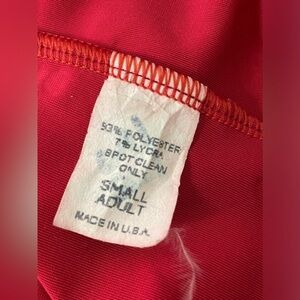 93% POLYESTER
7% LYCRA
SPOT CLEAN
ONLY
SMALL
ADULT
MADE IN U.S.A.